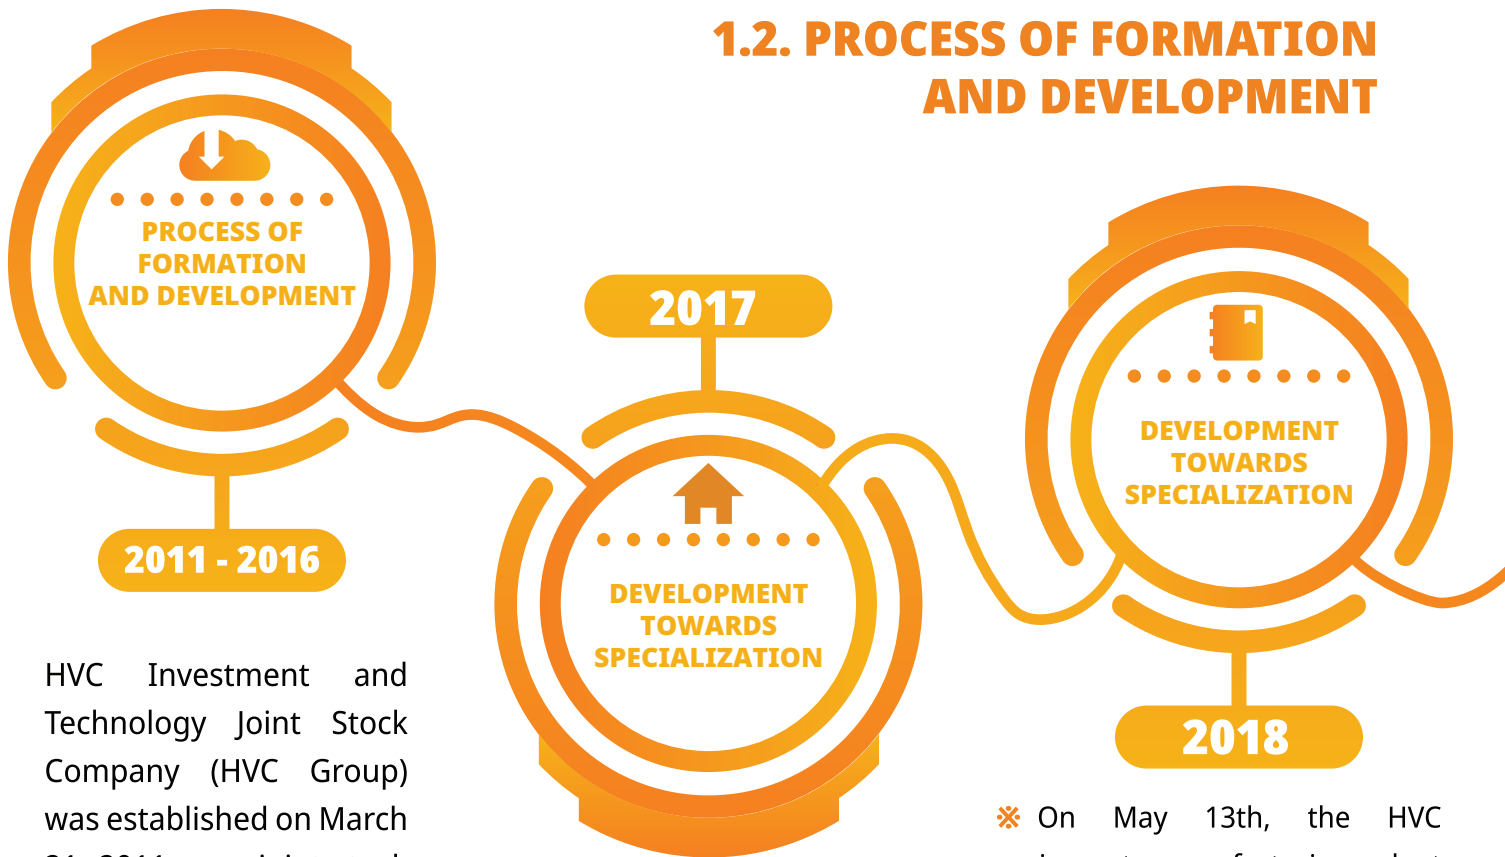 1.2. PROCESS OF FORMATION
AND DEVELOPMENT
PROCESS OF
FORMATION
AND DEVELOPMENT
2011 - 2016
HVC Investment and
Technology Joint Stock
Company (HVC Group)
was established on March
2017
DEVELOPMENT
TOWARDS
SPECIALIZATION
DEVELOPMENT
TOWARDS
SPECIALIZATION
2018
※ On May 13th, the HVC